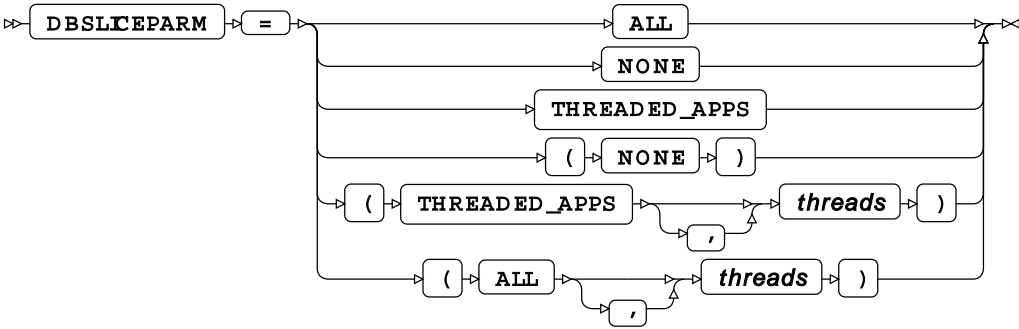 DBSLICEPARM = ALL
NONE
THREADED_APPS
( NONE )
( THREADED_APPS , threads )
( ALL , threads )